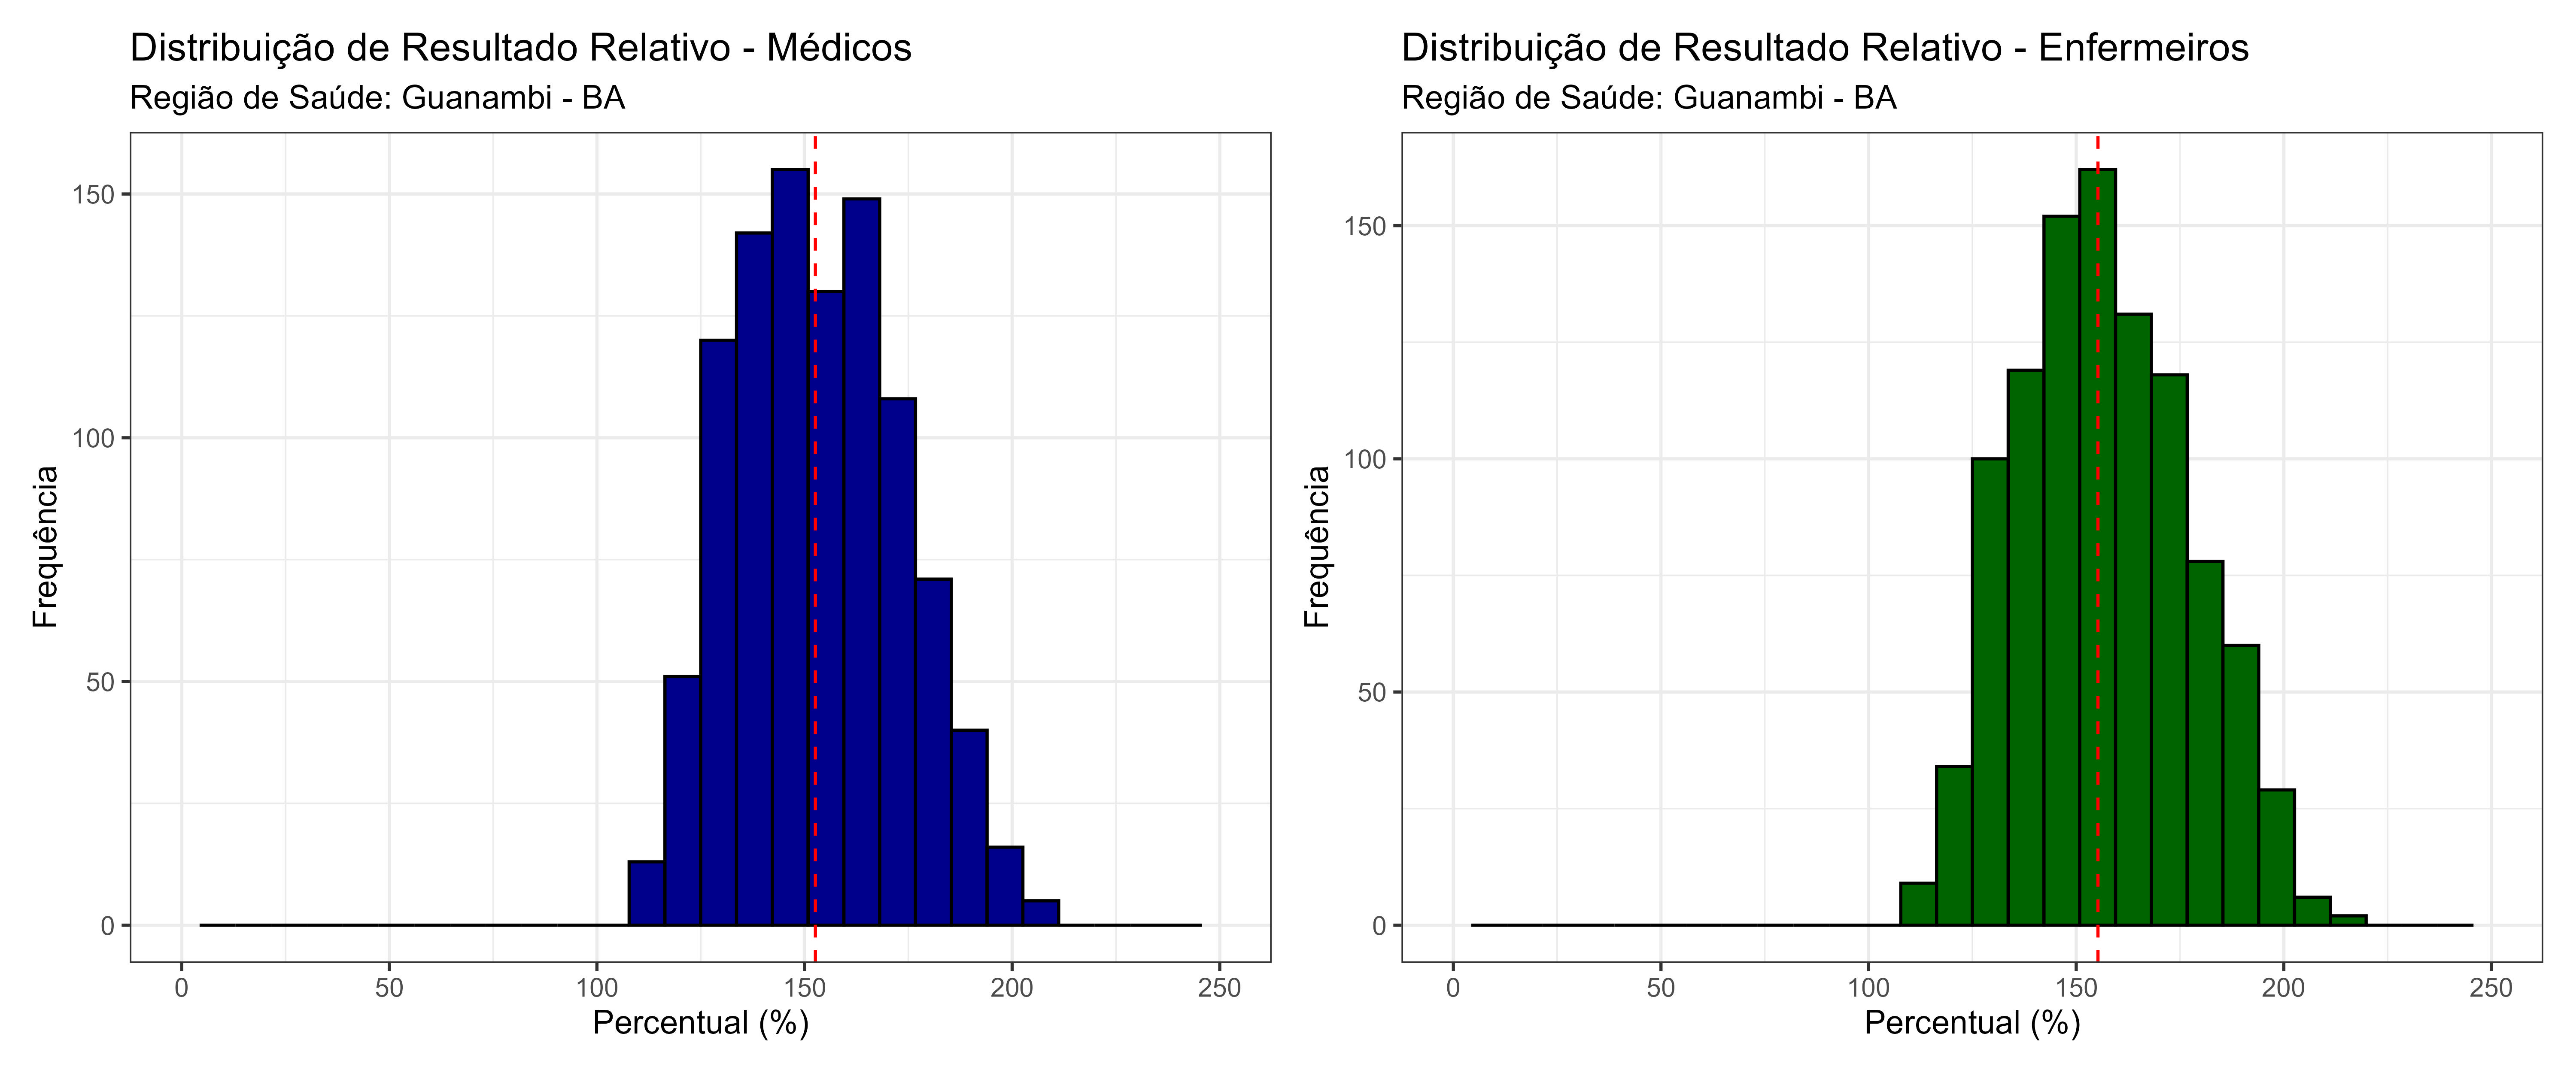 Distribuição de Resultado Relativo - Médicos
Região de Saúde: Guanambi - BA
Frequência
150
100
50
0
0 50 100 150 200 250
Percentual (%)
Distribuição de Resultado Relativo - Enfermeiros
Região de Saúde: Guanambi - BA
Frequência
150
100
50
0
0 50 100 150 200 250
Percentual (%)